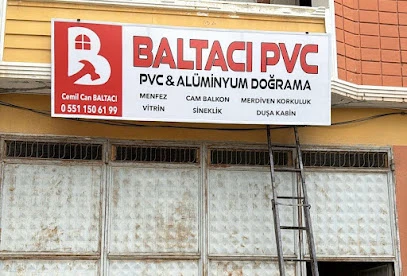 BALTACI PVC
PVC & ALÜMİNYUM DOĞRAMA
MENFEZ CAM BALKON MERDİVEN KORKULUK
VİTRİN SİNEKLİK DUŞA KABİN
Cemil Can BALTACI
0 551 150 61 99